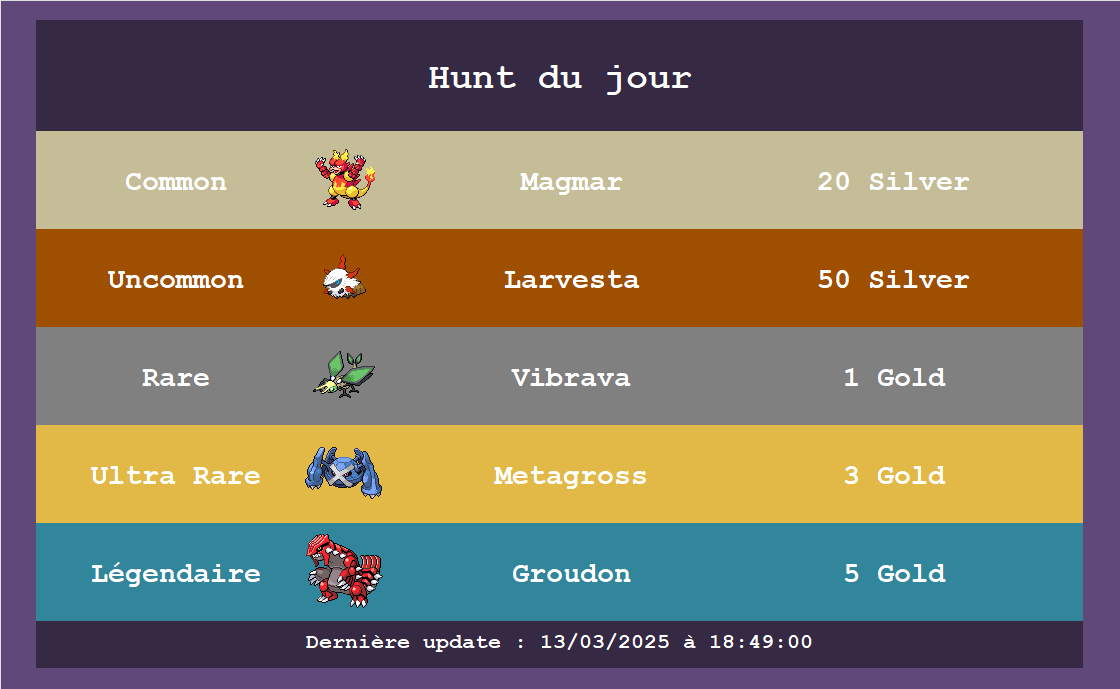 Hunt du jour
Common Magmar 20 Silver
Uncommon Larvesta 50 Silver
Rare Vibrava 1 Gold
Ultra Rare Metagross 3 Gold
Légendaire Groudon 5 Gold
Dernière update : 13/03/2025 à 18:49:00